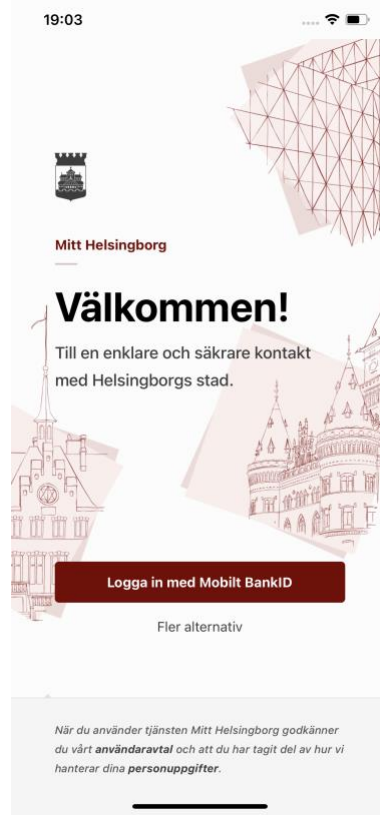 19:03
Mitt Helsingborg
Välkommen!
Till en enklare och säkrare kontakt
med Helsingborgs stad.
Logga in med Mobilt BankID
Fler alternativ
När du använder tjänsten Mitt Helsingborg godkänner
du vårt användaravtal och att du har tagit del av hur vi
hanterar dina personuppgifter.